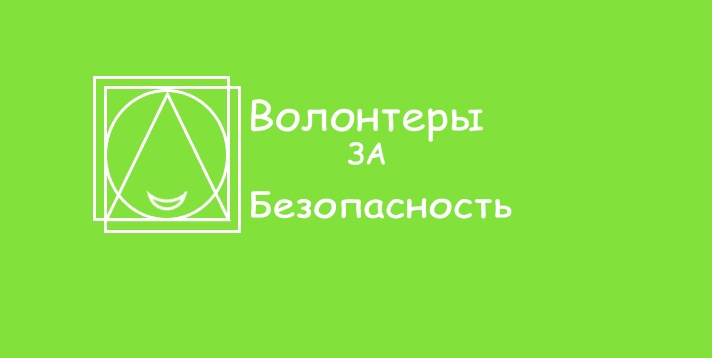 Волонтеры
ЗА
Безопасность